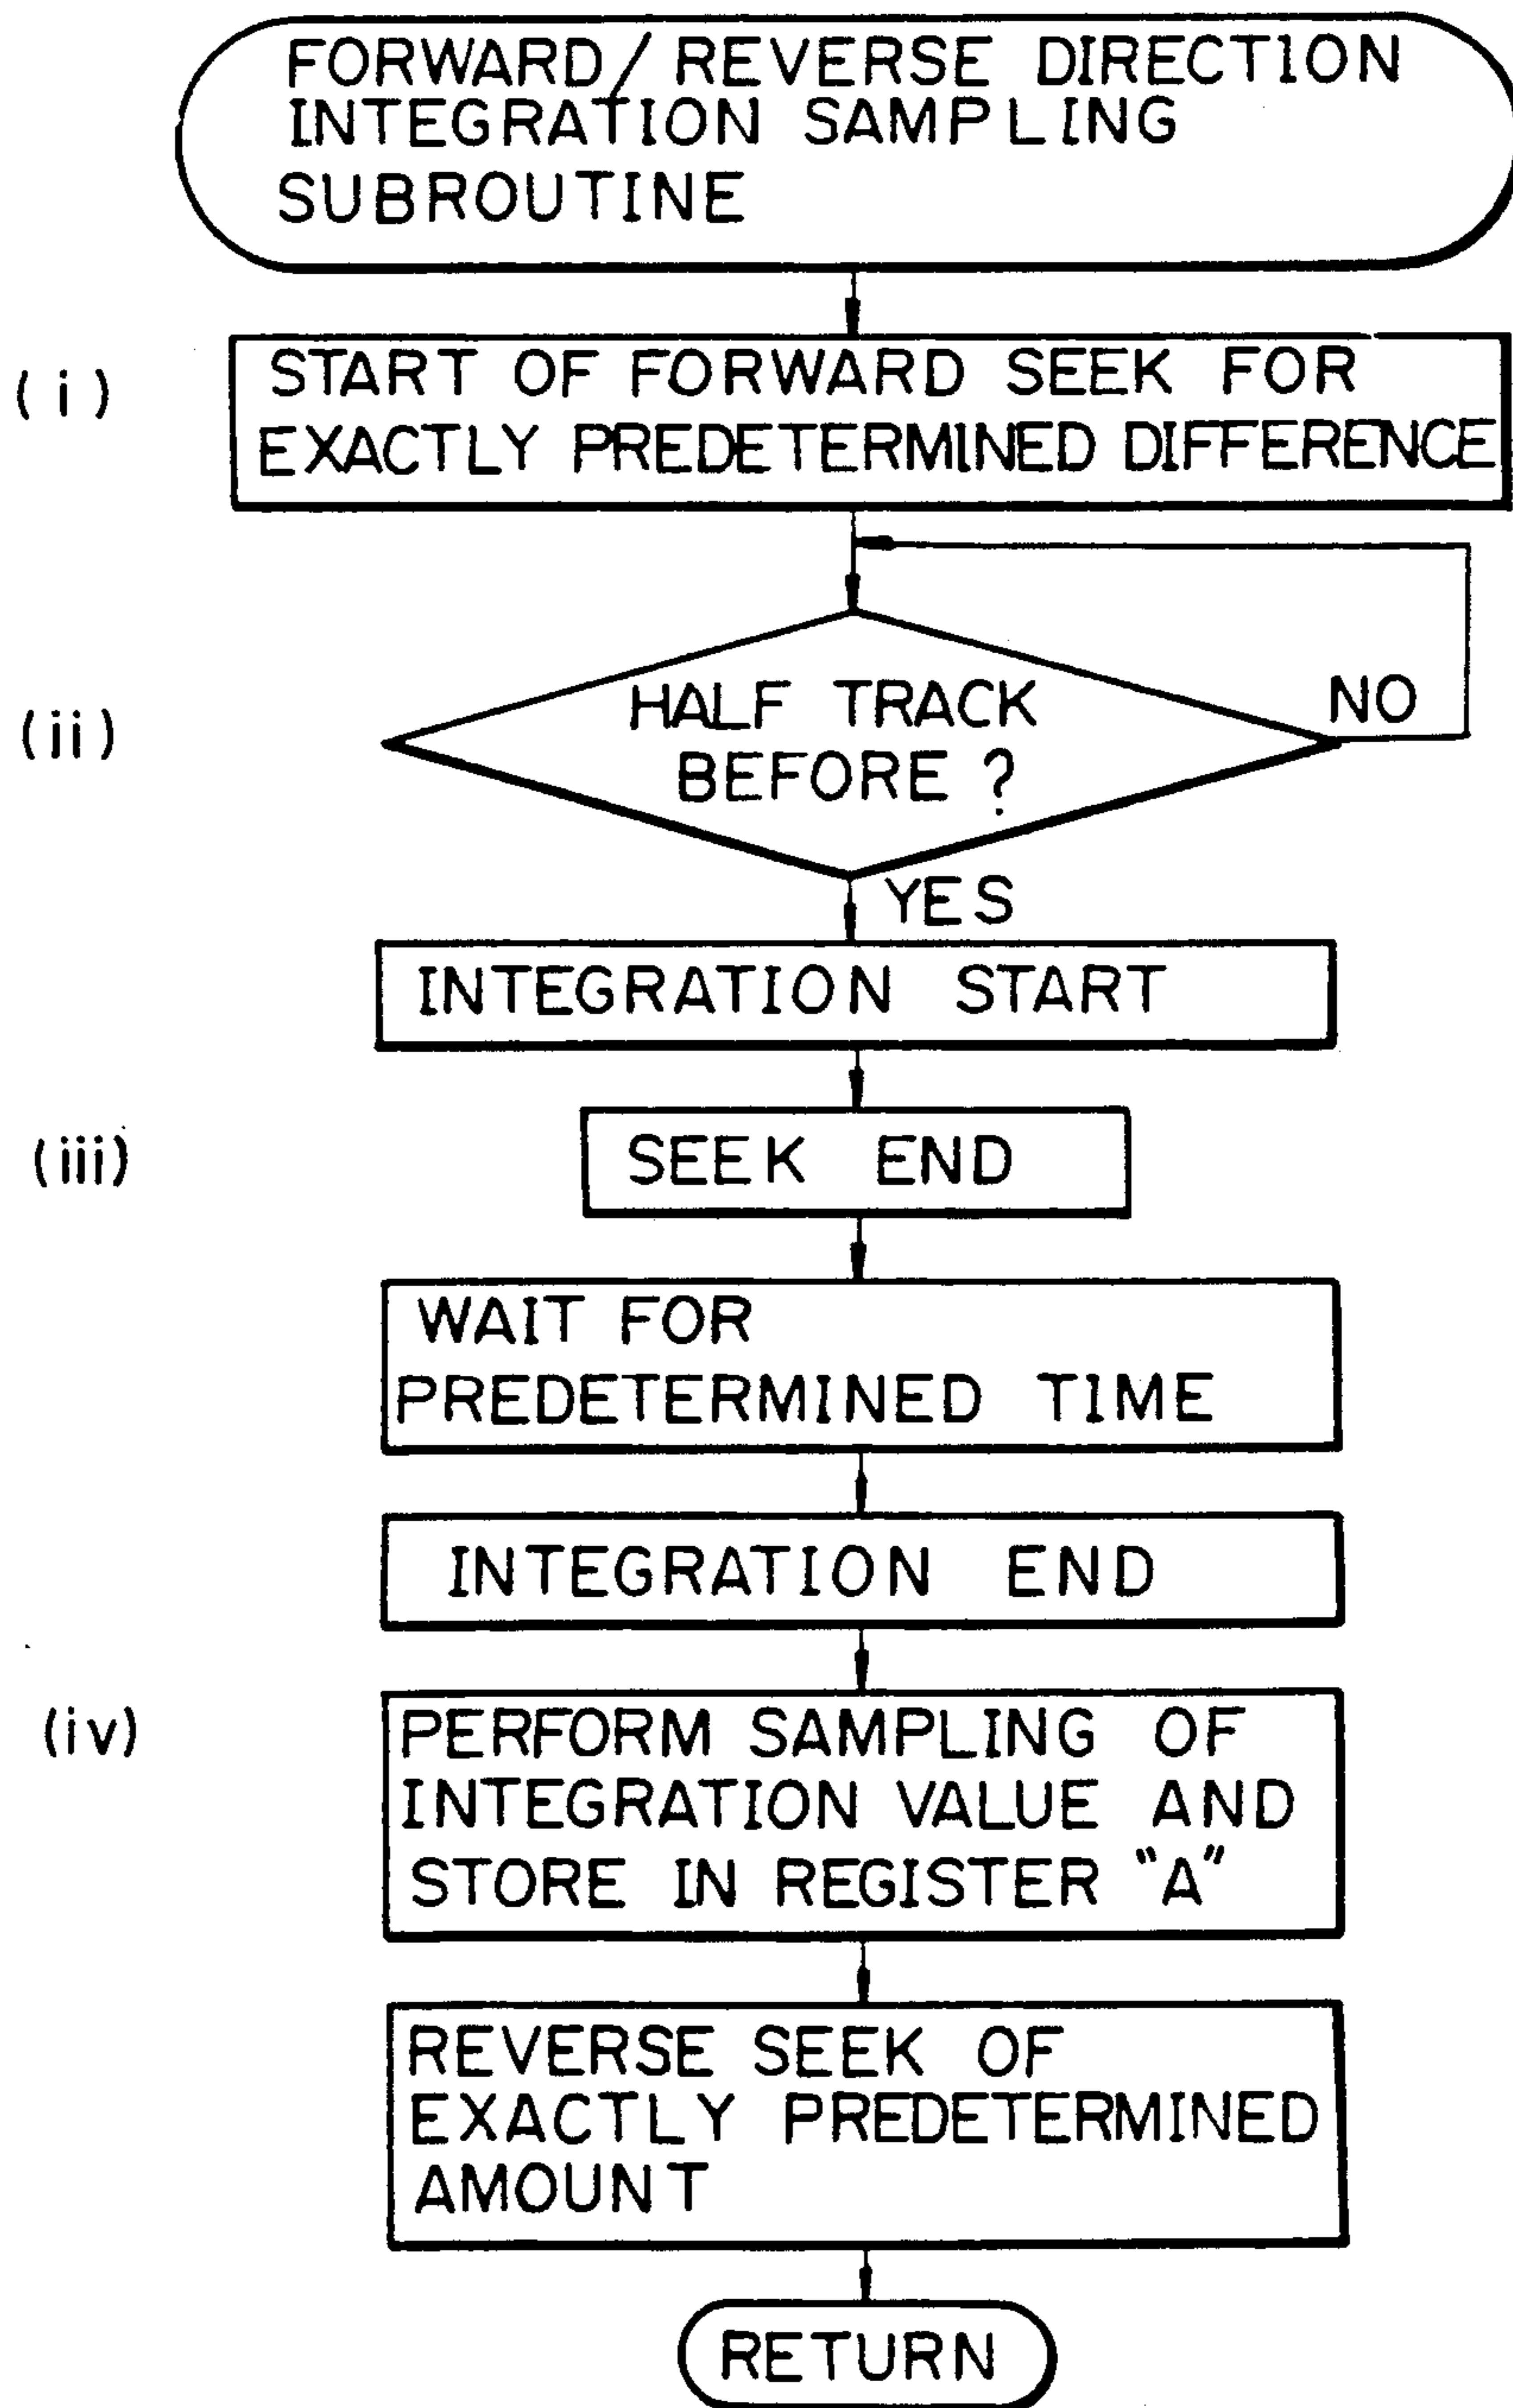 FORWARD/ REVERSE DIRECTION
INTEGRATION SAMPLING
SUBROUTINE
(i)
START OF FORWARD SEEK FOR
EXACTLY PREDETERMINED DIFFERENCE
(ii)
HALF TRACK
BEFORE ?
NO
YES
INTEGRATION START
(iii)
SEEK END
WAIT FOR
PREDETERMINED TIME
INTEGRATION END
(iv)
PERFORM SAMPLING OF
INTEGRATION VALUE AND
STORE IN REGISTER "A"
REVERSE SEEK OF
EXACTLY PREDETERMINED
AMOUNT
RETURN